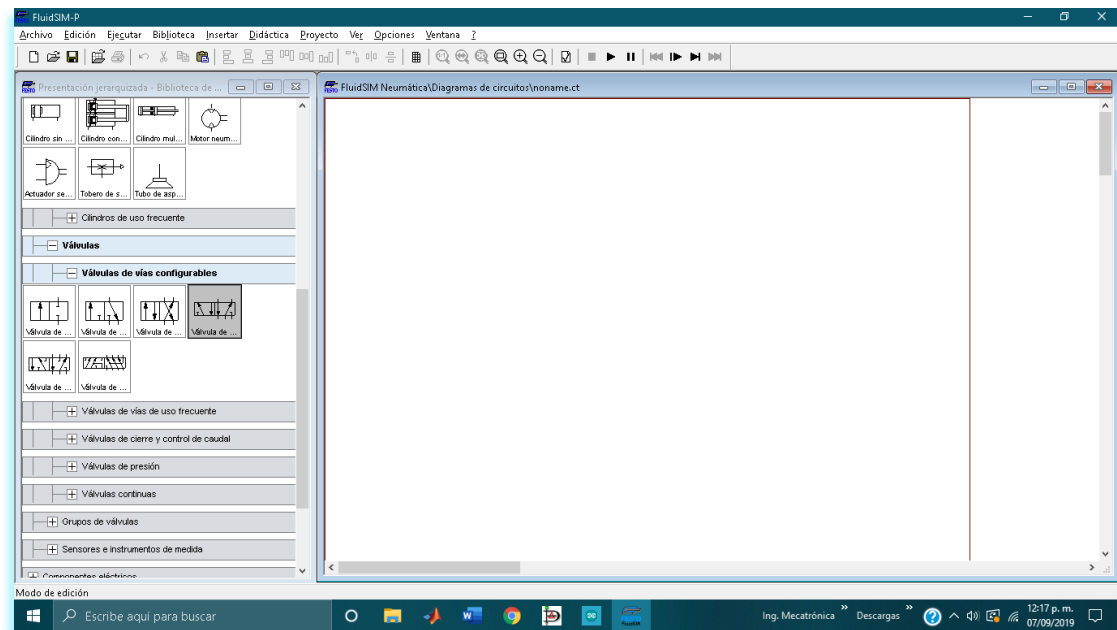 FluidSIM-P
Archivo Edición Ejecutar Biblioteca Insertar Didáctica Proyecto Ver Opciones Ventana ?
FESTO Presentación jerarquizada - Biblioteca de ...
FESTO FluidSIM Neumática\Diagramas de circuitos\noname.ct
Cilindro sin ... Cilindro con... Cilindro mul... Motor neum...
Actuador se... Tobero de s... Tubo de asp...
Cilindros de uso frecuente
Válvulas
Válvulas de vías configurables
Válvula de ... Válvula de ... Válvula de ... Válvula de ...
Válvula de ... Válvula de ...
Válvulas de vías de uso frecuente
Válvulas de cierre y control de caudal
Válvulas de presión
Válvulas continuas
Grupos de válvulas
Sensores e instrumentos de medida
Componentes eléctricos
Modo de edición
Escribe aquí para buscar
Ing. Mecatrónica
Descargas
12:17 p. m.
07/09/2019